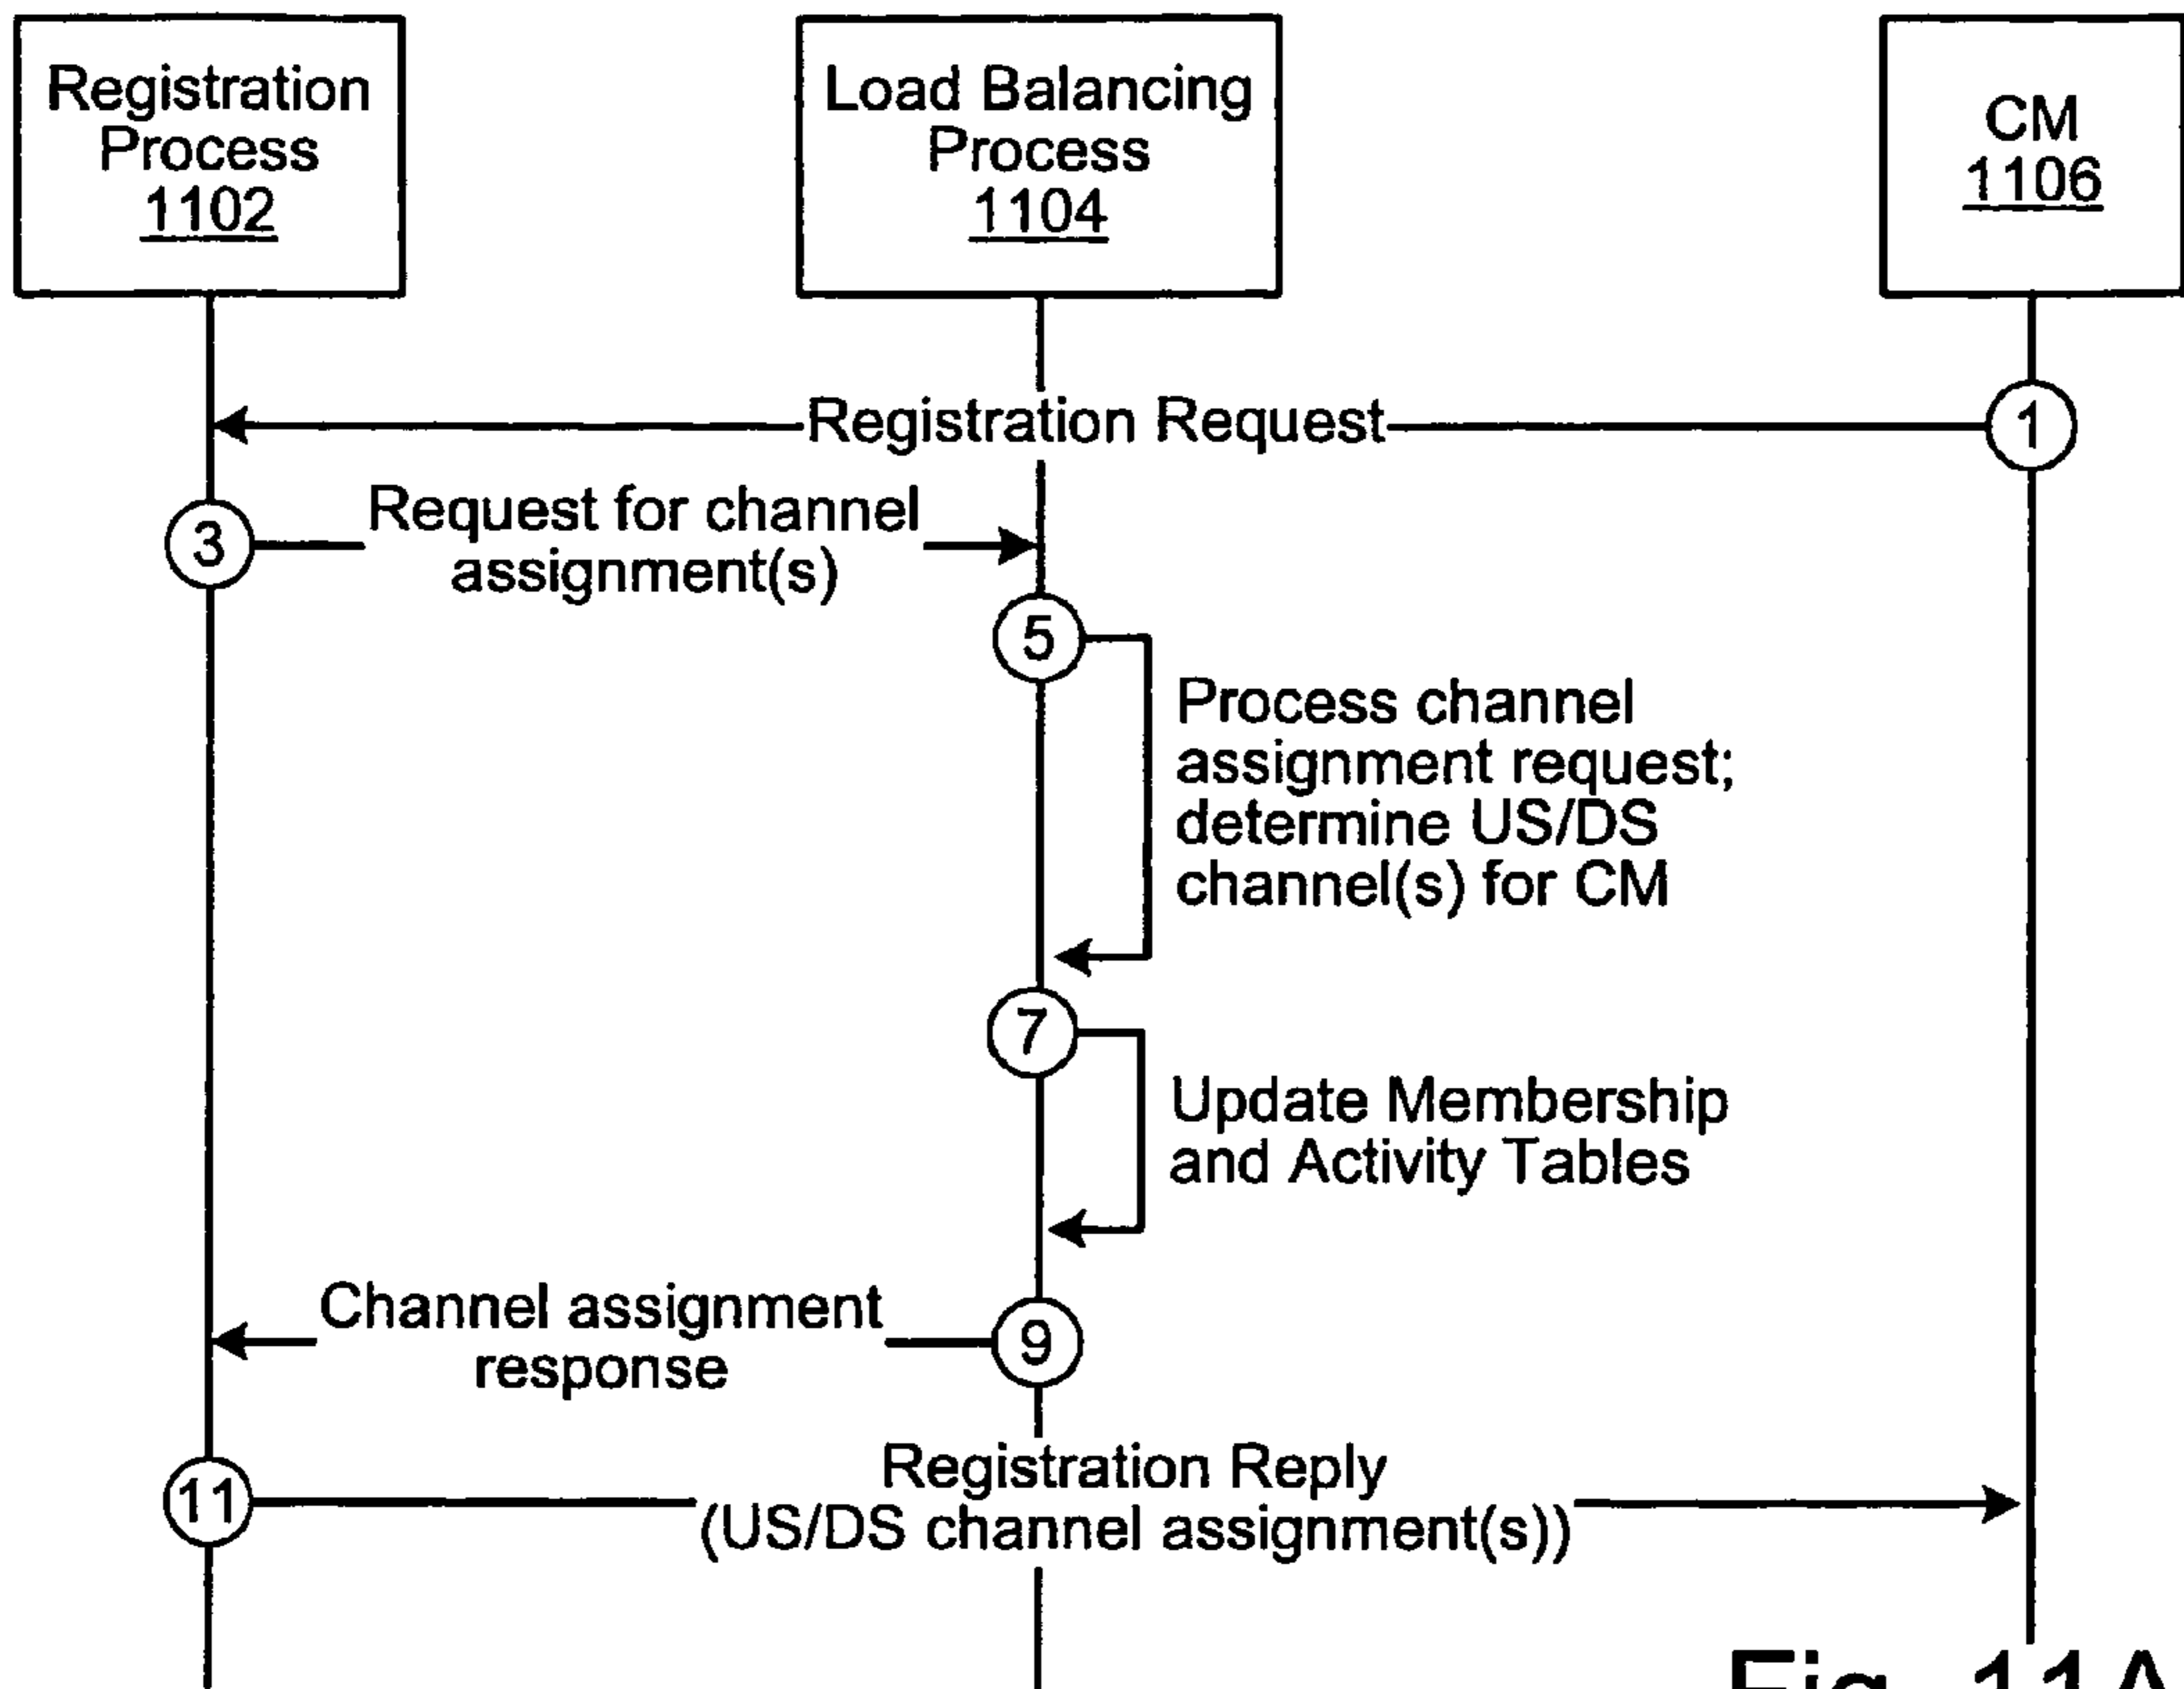 Registration
Process
1102
Load Balancing
Process
1104
CM
1106
Registration Request
1
3
Request for channel
assignment(s)
5
Process channel
assignment request;
determine US/DS
channel(s) for CM
7
Update Membership
and Activity Tables
Channel assignment
response
9
11
Registration Reply
(US/DS channel assignment(s))
Fig. 11A